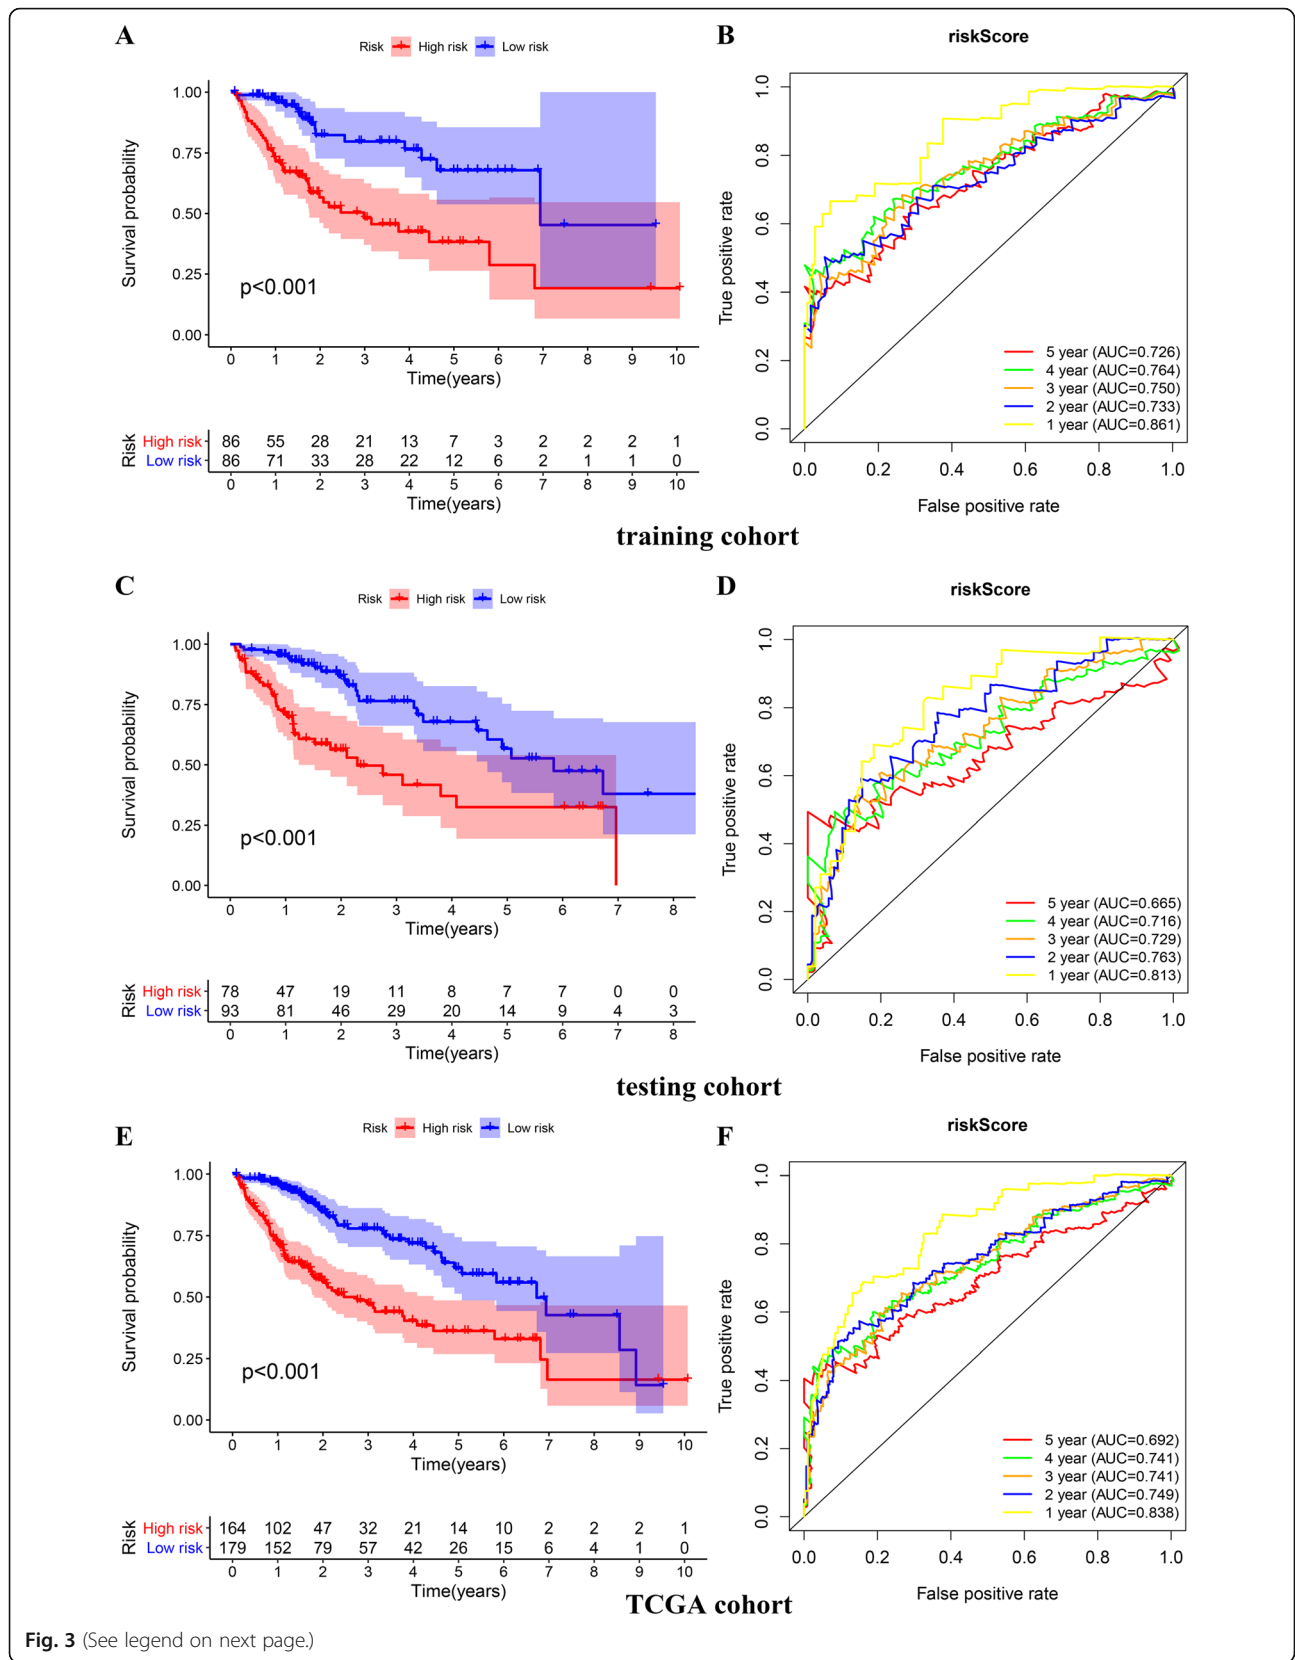 A
Risk High risk Low risk
Survival probability
1.00
0.75
0.50
0.25
0.00
p<0.001
0 1 2 3 4 5 6 7 8 9 10
Time(years)
Risk
High risk 86 55 28 21 13 7 3 2 2 2 1
Low risk 86 71 33 28 22 12 6 2 1 1 0
0 1 2 3 4 5 6 7 8 9 10
Time(years)
B
riskScore
True positive rate
1.0
0.8
0.6
0.4
0.2
0.0
5 year (AUC=0.726)
4 year (AUC=0.764)
3 year (AUC=0.750)
2 year (AUC=0.733)
1 year (AUC=0.861)
0.0 0.2 0.4 0.6 0.8 1.0
False positive rate
training cohort
C
Risk High risk Low risk
Survival probability
1.00
0.75
0.50
0.25
0.00
p<0.001
0 1 2 3 4 5 6 7 8
Time(years)
Risk
High risk 78 47 19 11 8 7 7 0 0
Low risk 93 81 46 29 20 14 9 4 3
0 1 2 3 4 5 6 7 8
Time(years)
D
riskScore
True positive rate
1.0
0.8
0.6
0.4
0.2
0.0
5 year (AUC=0.665)
4 year (AUC=0.716)
3 year (AUC=0.729)
2 year (AUC=0.763)
1 year (AUC=0.813)
0.0 0.2 0.4 0.6 0.8 1.0
False positive rate
testing cohort
E
Risk High risk Low risk
Survival probability
1.00
0.75
0.50
0.25
0.00
p<0.001
0 1 2 3 4 5 6 7 8 9 10
Time(years)
Risk
High risk 164 102 47 32 21 14 10 2 2 2 1
Low risk 179 152 79 57 42 26 15 6 4 1 0
0 1 2 3 4 5 6 7 8 9 10
Time(years)
F
riskScore
True positive rate
1.0
0.8
0.6
0.4
0.2
0.0
5 year (AUC=0.692)
4 year (AUC=0.741)
3 year (AUC=0.741)
2 year (AUC=0.749)
1 year (AUC=0.838)
0.0 0.2 0.4 0.6 0.8 1.0
False positive rate
TCGA cohort
Fig. 3 (See legend on next page.)